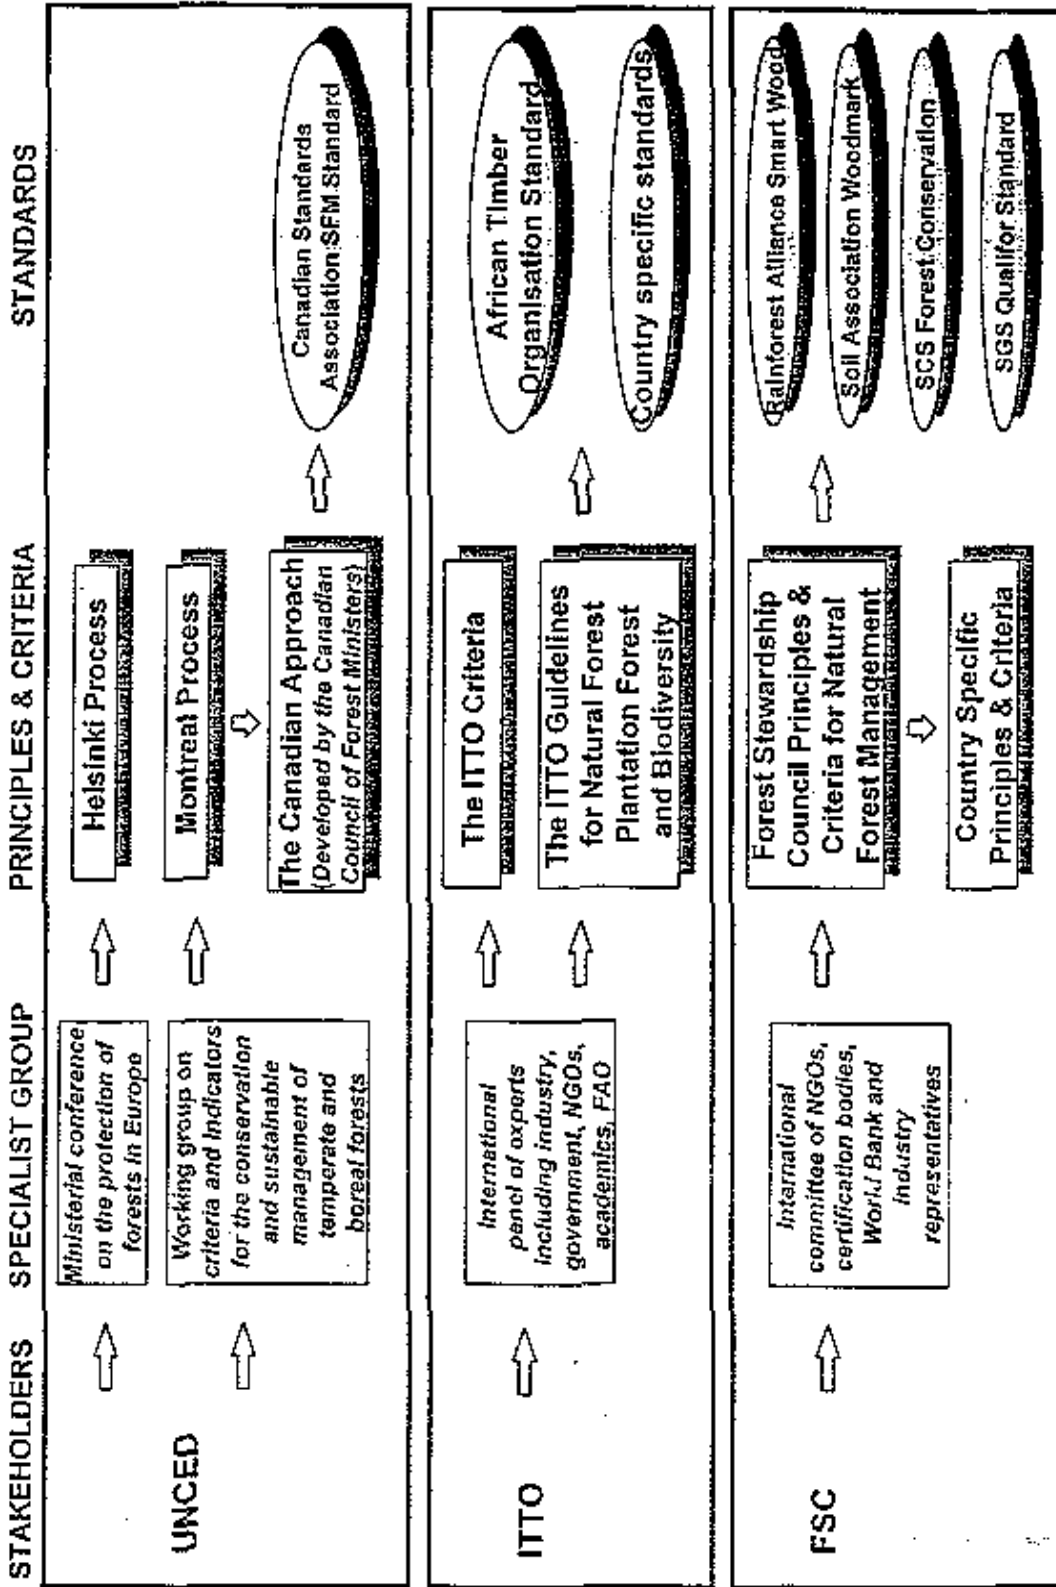 STAKEHOLDERS
SPECIALIST GROUP
PRINCIPLES & CRITERIA
STANDARDS
UNCED
Ministerial conference
on the protection of
forests in Europe
Working group on
criteria and Indicators
for the conservation
and sustainable
management of
temperate and
boreal forests
Helsinki Process
Montreal Process
The Canadian Approach
(Developed by the Canadian
Council of Forest Ministers)
Canadian Standards
Association:SFM Standard
ITTO
International
panel of experts
including industry,
government, NGOs,
academics, FAO
The ITTO Criteria
The ITTO Guidelines
for Natural Forest
Plantation Forest
and Biodiversity
African Timber
Organisation Standard
Country specific standards
FSC
International
committee of NGOs,
certification bodies,
World Bank and
industry
representatives
Forest Stewardship
Council Principles &
Criteria for Natural
Forest Management
Country Specific
Principles & Criteria
Rainforest Alliance Smart Wood
Soil Association Woodmark
SCS Forest Conservation
SGS Qualifor Standard